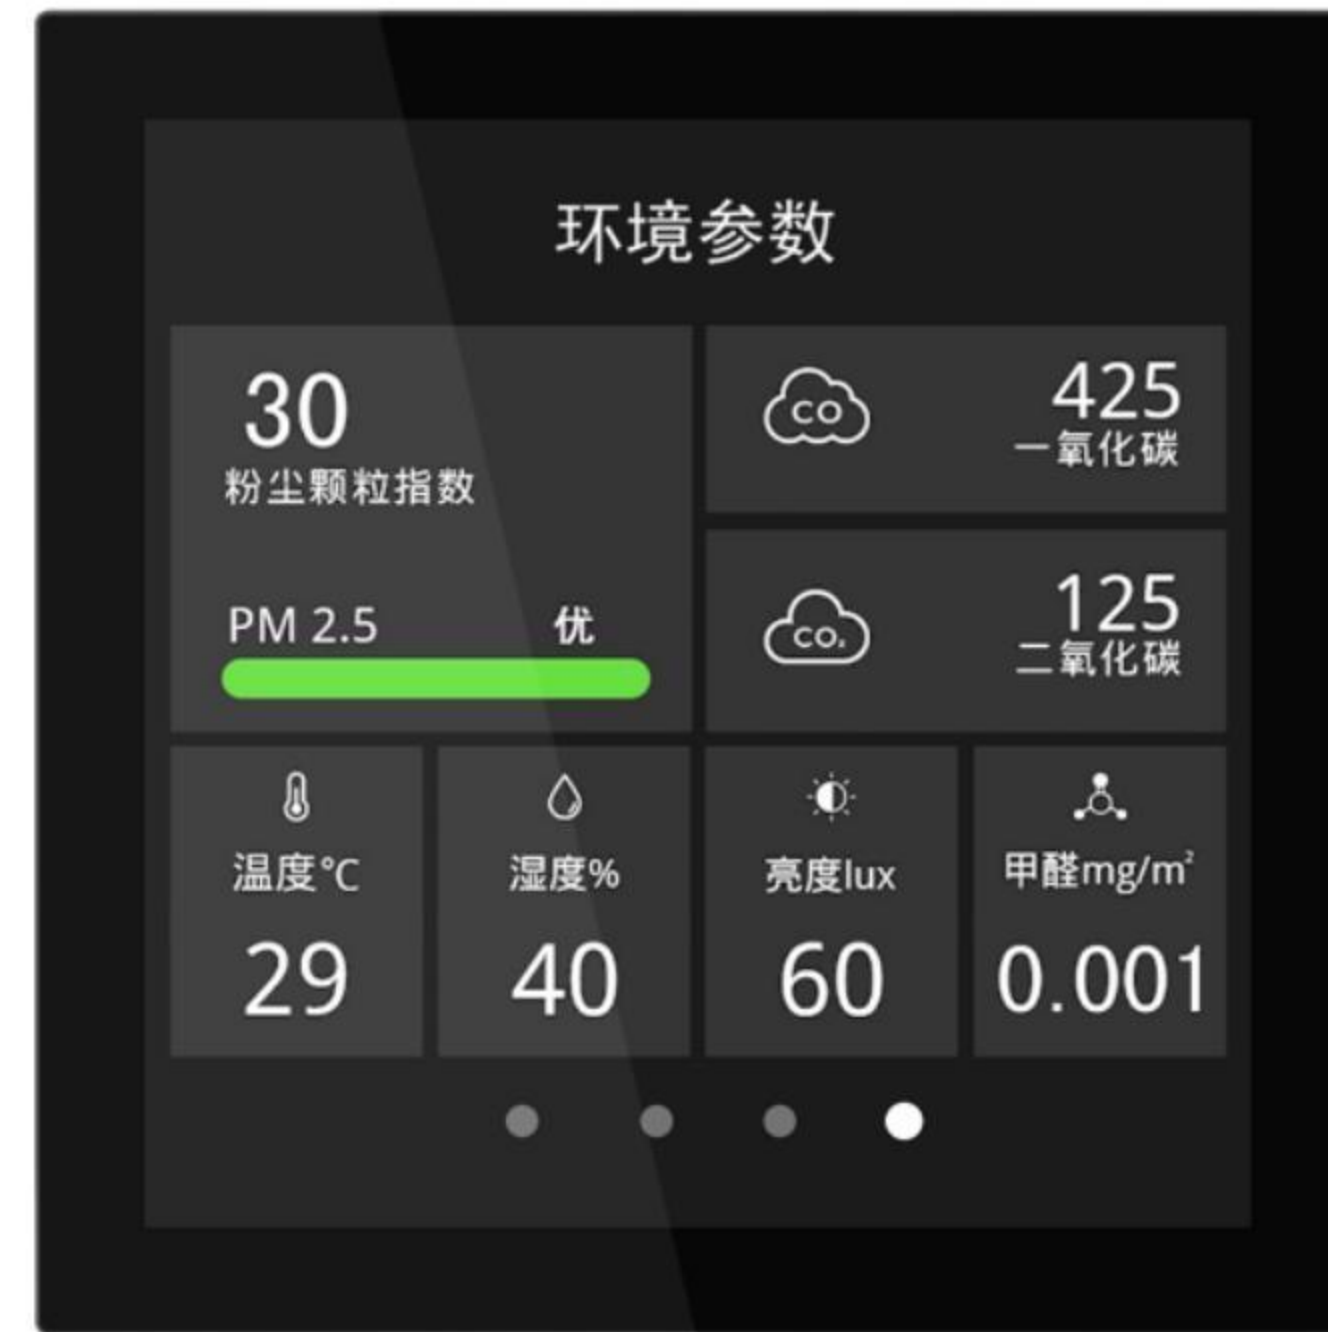 环境参数
30
粉尘颗粒指数
PM 2.5 优
CO 425
一氧化碳
CO₂ 125
二氧化碳
温度℃
29
湿度%
40
亮度lux
60
甲醛mg/m²
0.001